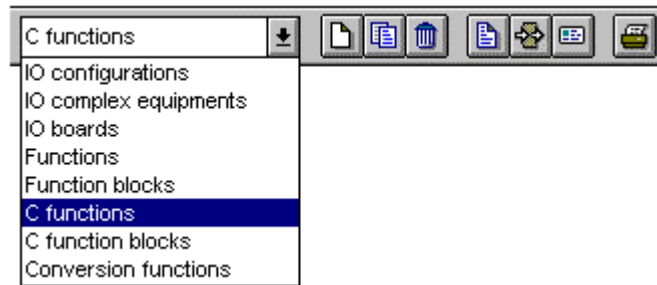 C functions
IO configurations
IO complex equipments
IO boards
Functions
Function blocks
C functions
C function blocks
Conversion functions